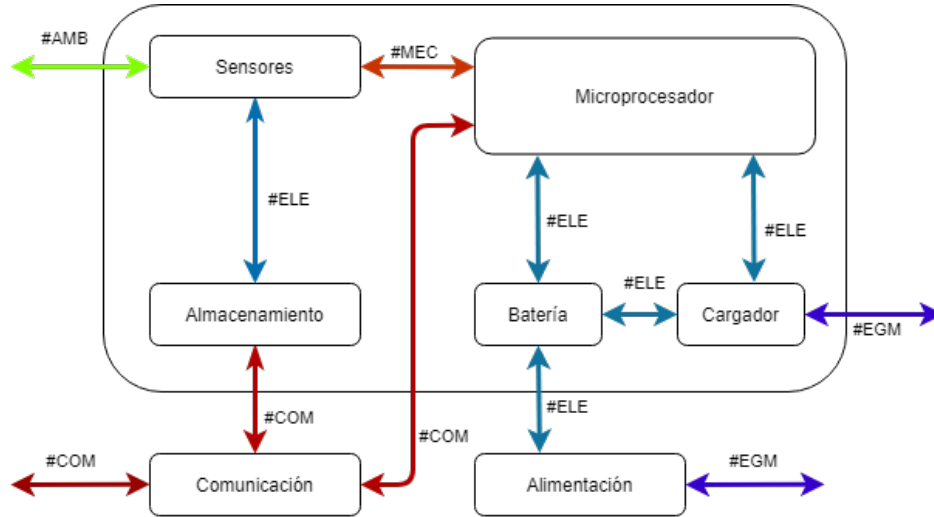 #AMB
Sensores
#MEC
Microprocesador
#ELE
#ELE
#ELE
#ELE
Almacenamiento
Batería
Cargador
#EGM
#COM
#COM
#ELE
#COM
Comunicación
Alimentación
#EGM